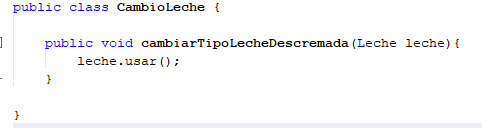 public class CambioLeche {
public void cambiarTipoLecheDescremada(Leche leche){
leche.usar();
}
}